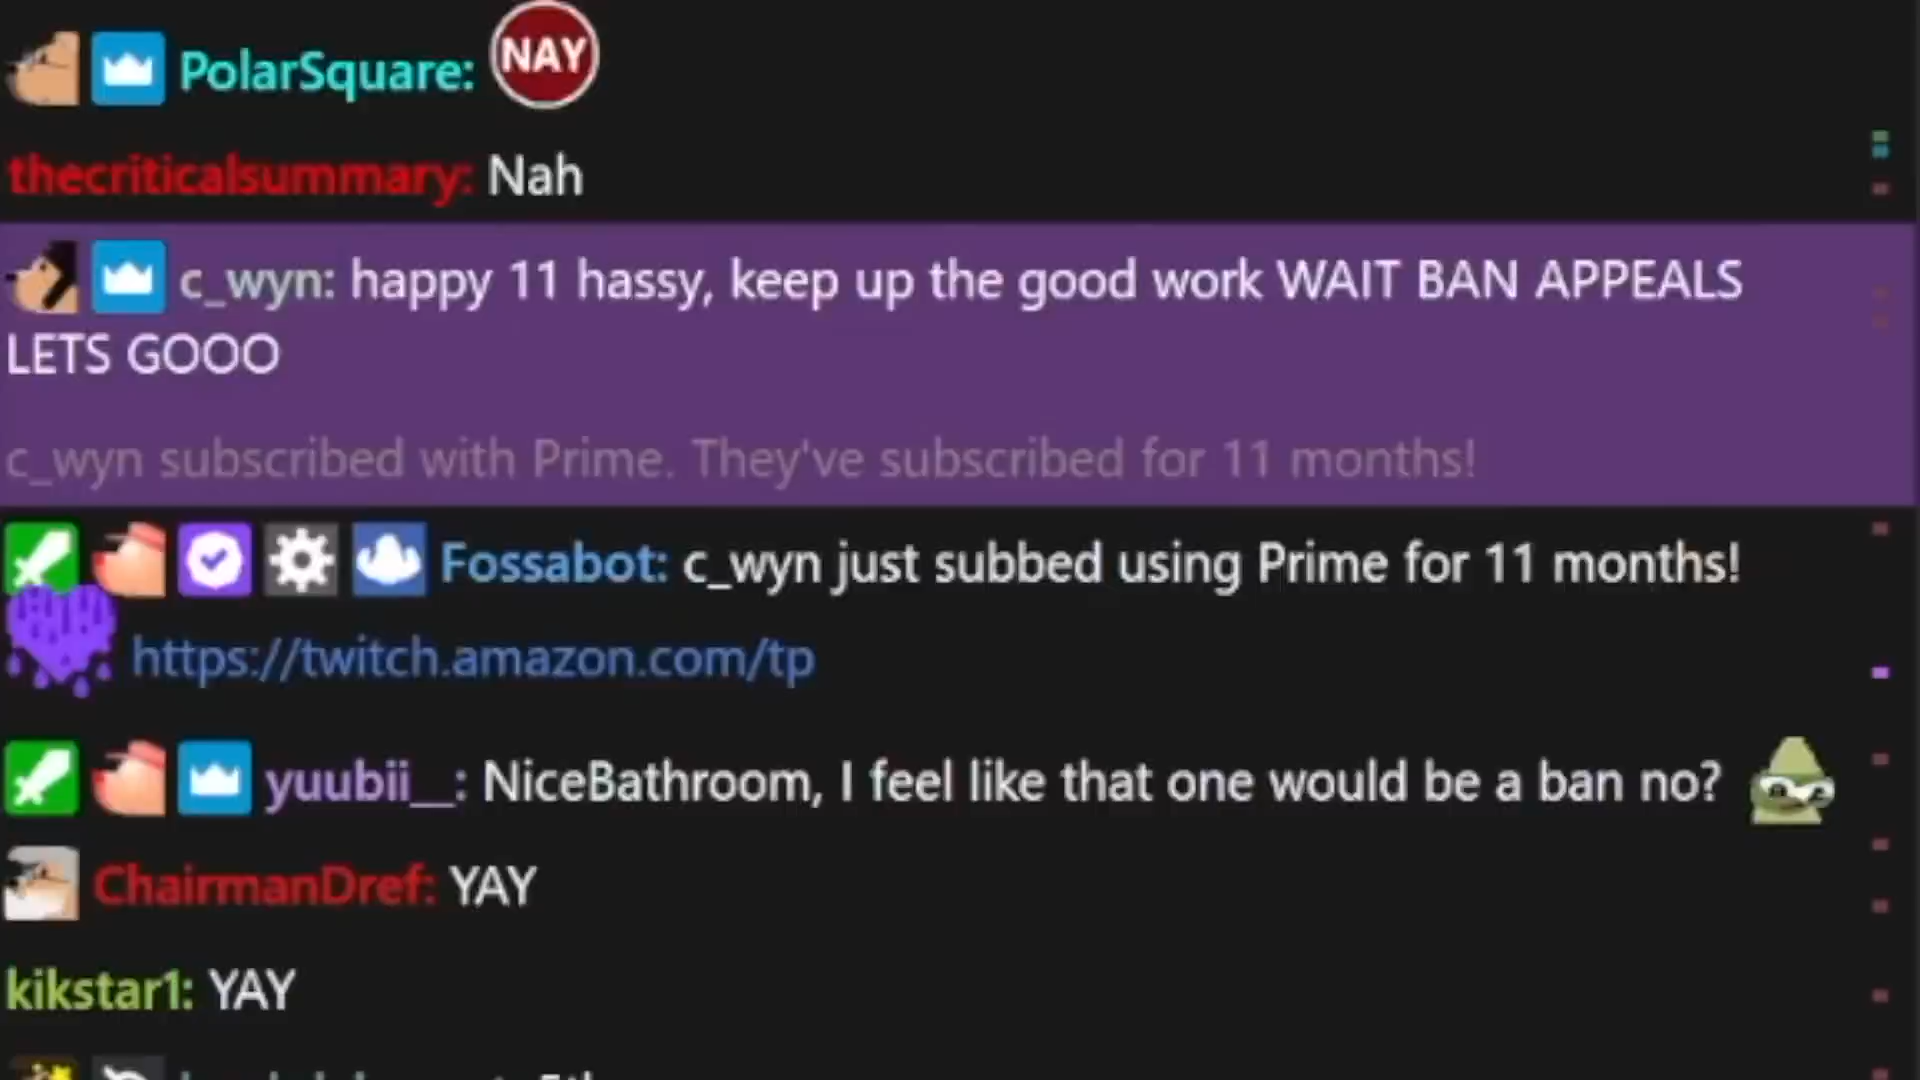 PolarSquare: NAY
thecriticalsummary: Nah
c_wyn: happy 11 hassy, keep up the good work WAIT BAN APPEALS
LETS GOOO
c_wyn subscribed with Prime. They've subscribed for 11 months!
Fossabot: c_wyn just subbed using Prime for 11 months!
https://twitch.amazon.com/tp
yuubii__: NiceBathroom, I feel like that one would be a ban no?
ChairmanDref: YAY
kikstar1: YAY